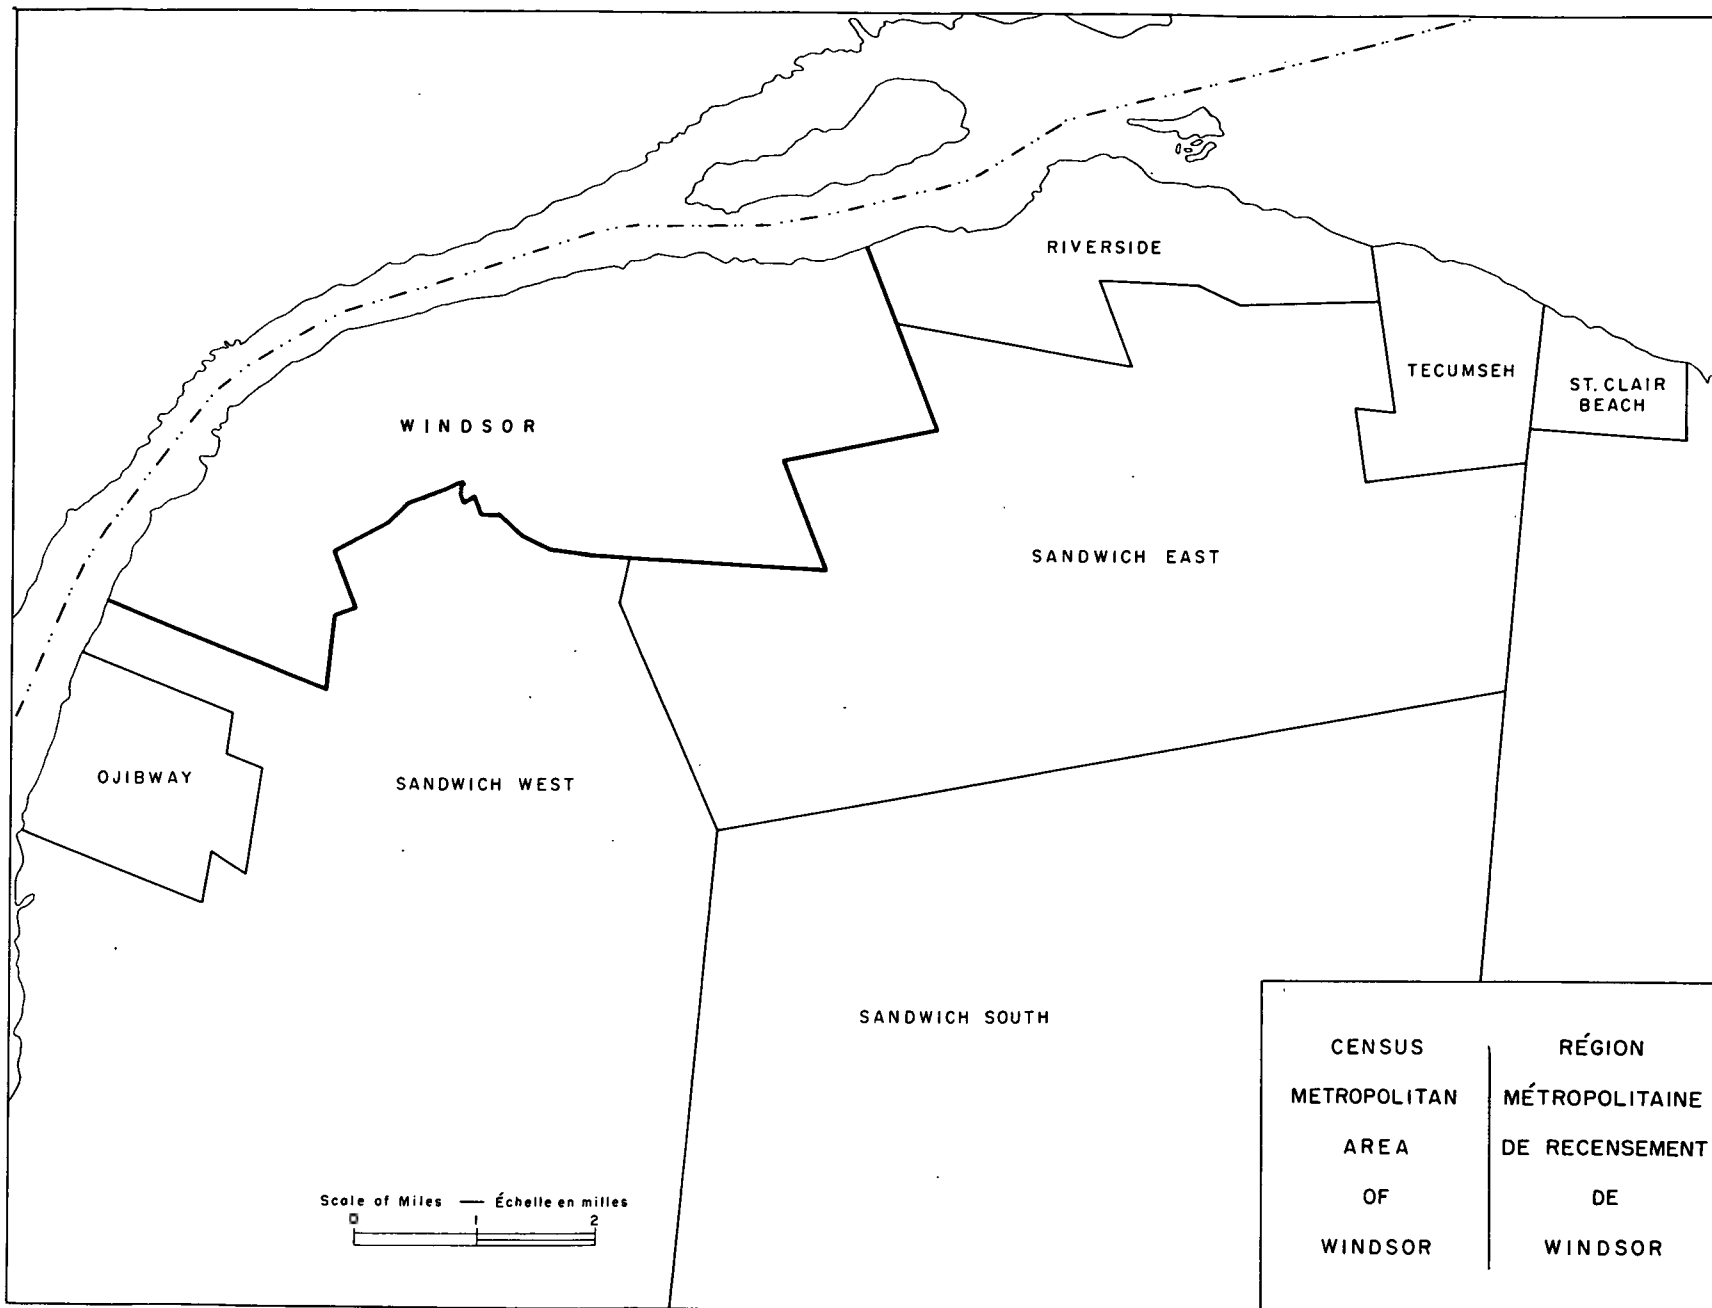 RIVERSIDE
TECUMSEH
ST. CLAIR
BEACH
WINDSOR
SANDWICH EAST
OJIBWAY
SANDWICH WEST
SANDWICH SOUTH
Scale of Miles — Échelle en milles
0 1 2
CENSUS
METROPOLITAN
AREA
OF
WINDSOR
RÉGION
MÉTROPOLITAINE
DE RECENSEMENT
DE
WINDSOR